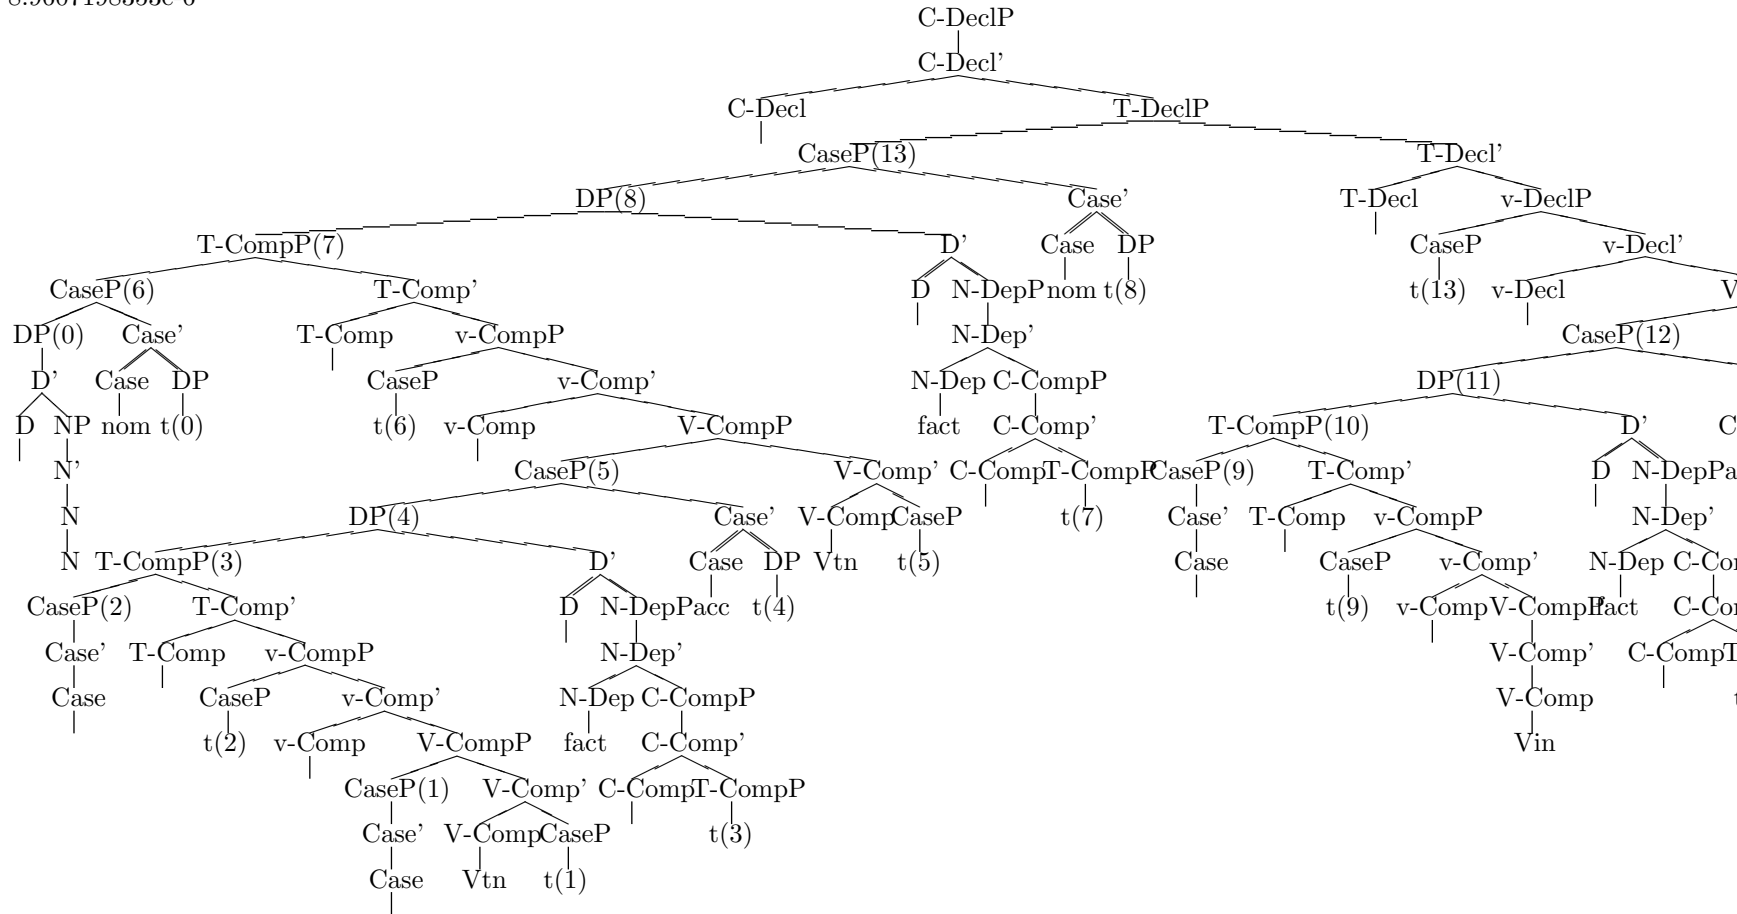 C-DeclP
C-Decl'
C-Decl T-DeclP
CaseP(13) T-Decl'
DP(8) Case' T-Decl v-DeclP
T-CompP(7) D' Case DP CaseP v-Decl'
CaseP(6) T-Comp' D N-DepP nom t(8) t(13) v-Decl
DP(0) Case' T-Comp v-CompP N-Dep' CaseP(12)
D' Case DP CaseP v-Comp' N-Dep C-CompP DP(11)
D NP nom t(0) t(6) v-Comp V-CompP fact C-Comp' T-CompP(10) D'
N' CaseP(5) V-Comp' C-Comp T-CompP CaseP(9) T-Comp' D N-DepP
N DP(4) Case' V-Comp CaseP t(7) Case' T-Comp v-CompP N-Dep'
N T-CompP(3) D' Case DP Vtn t(5) Case CaseP v-Comp' N-Dep
CaseP(2) T-Comp' D N-DepP acc t(4) t(9) v-Comp V-CompP fact
Case' T-Comp v-CompP N-Dep' V-Comp' C-Comp
Case CaseP v-Comp' N-Dep C-CompP V-Comp
t(2) v-Comp V-CompP fact C-Comp' Vin
CaseP(1) V-Comp' C-Comp T-CompP
Case' V-Comp CaseP t(3)
Case Vtn t(1)